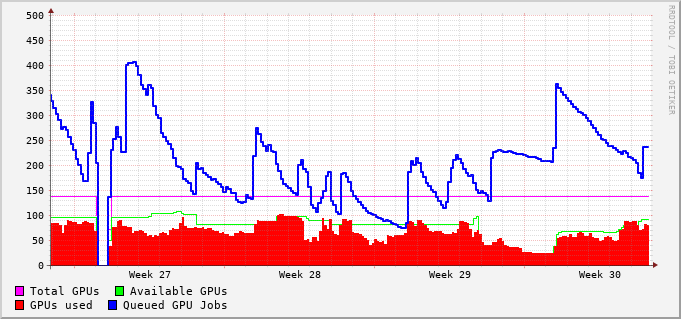 500
450
400
350
300
250
200
150
100
50
0
Week 27 Week 28 Week 29 Week 30
Total GPUs Available GPUs
GPUs used Queued GPU Jobs
RRDTOOL / TOBI OETIKER